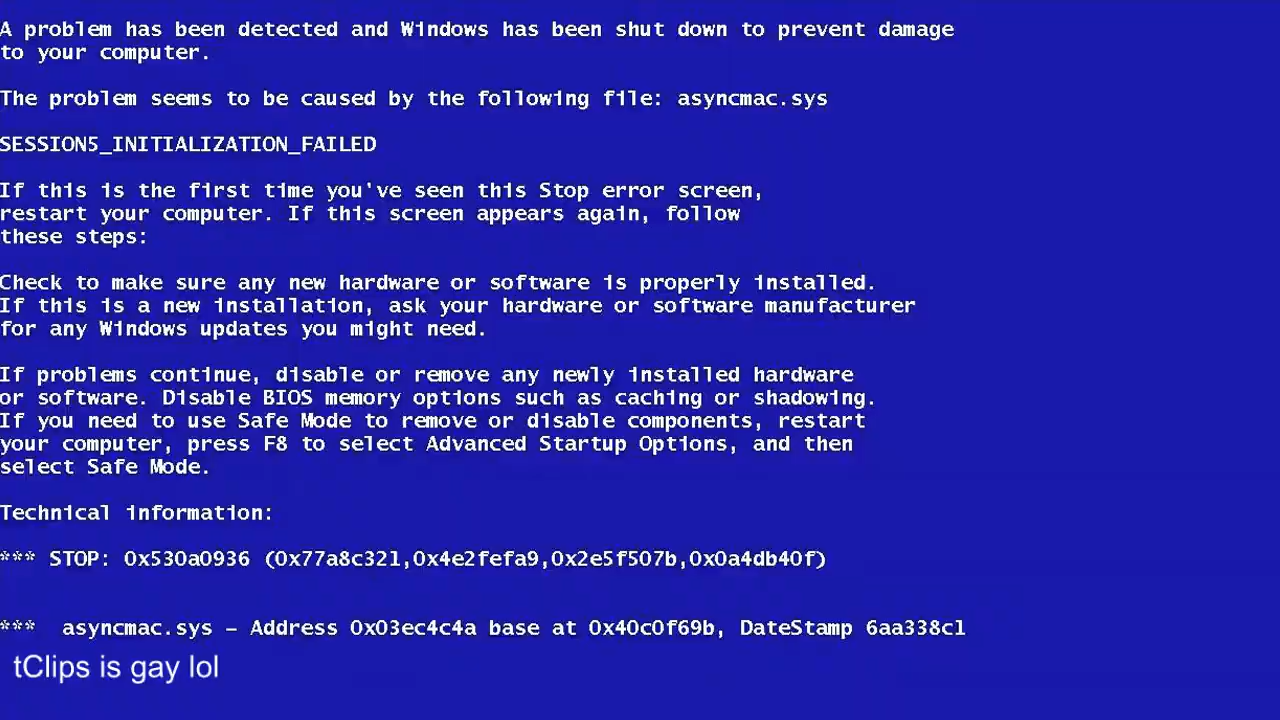 A problem has been detected and Windows has been shut down to prevent damage
to your computer.
The problem seems to be caused by the following file: asyncmac.sys
SESSION5_INITIALIZATION_FAILED
If this is the first time you've seen this Stop error screen,
restart your computer. If this screen appears again, follow
these steps:
Check to make sure any new hardware or software is properly installed.
If this is a new installation, ask your hardware or software manufacturer
for any Windows updates you might need.
If problems continue, disable or remove any newly installed hardware
or software. Disable BIOS memory options such as caching or shadowing.
If you need to use Safe Mode to remove or disable components, restart
your computer, press F8 to select Advanced Startup Options, and then
select Safe Mode.
Technical information:
*** STOP: 0x530a0936 (0x77a8c321,0x4e2fefa9,0x2e5f507b,0x0a4db40f)
***  asyncmac.sys – Address 0x03ec4c4a base at 0x40c0f69b, DateStamp 6aa338c1
tClips is gay lol